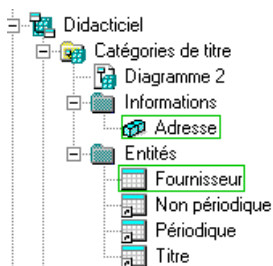 Didacticiel
Catégories de titre
Diagramme 2
Informations
Adresse
Entités
Fournisseur
Non périodique
Périodique
Titre